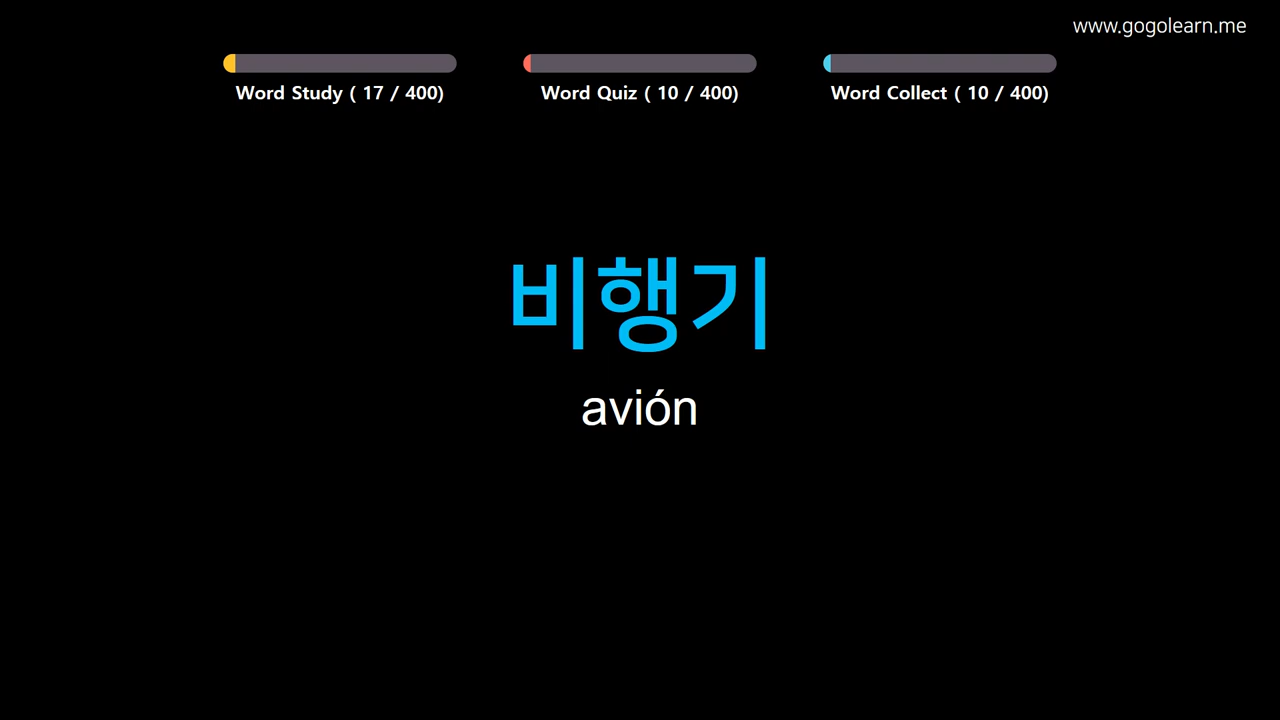 www.gogolearn.me
Word Study ( 17 / 400)
Word Quiz ( 10 / 400)
Word Collect ( 10 / 400)
비행기
avión